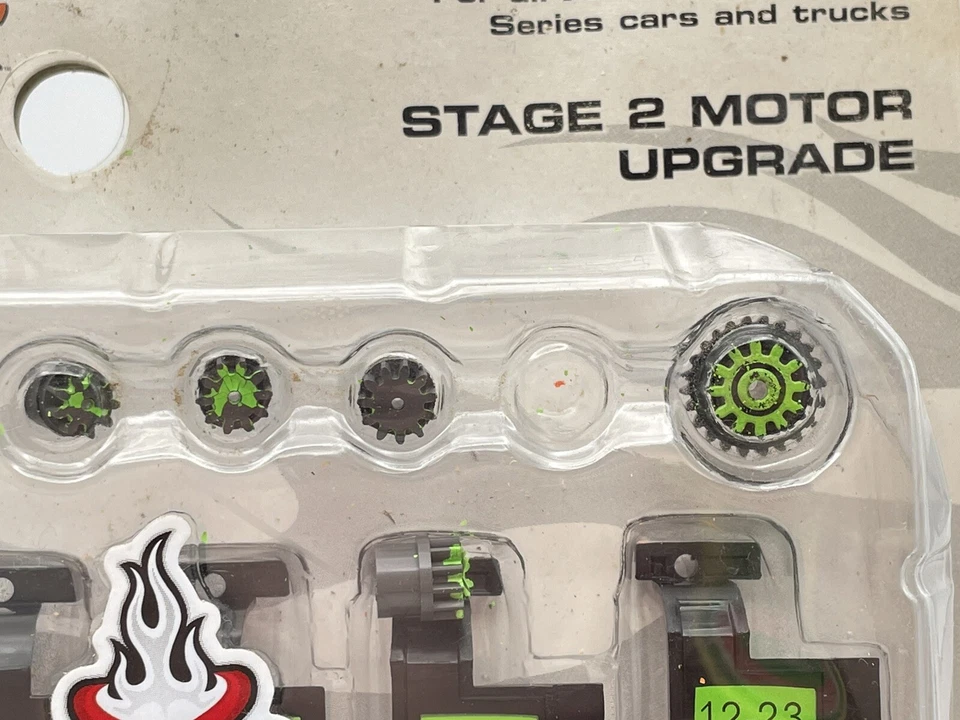 Series cars and trucks
STAGE 2 MOTOR
UPGRADE
12.23